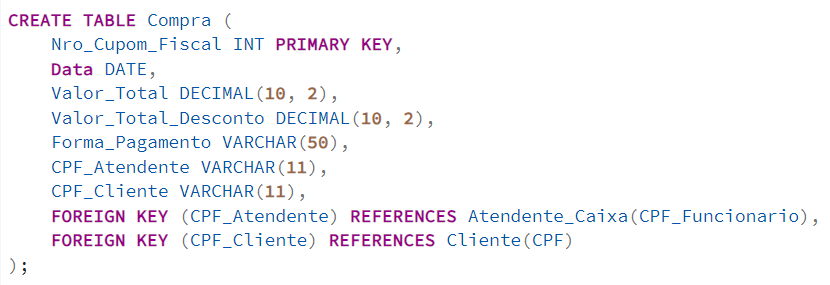 CREATE TABLE Compra (
    Nro_Cupom_Fiscal INT PRIMARY KEY,
    Data DATE,
    Valor_Total DECIMAL(10, 2),
    Valor_Total_Desconto DECIMAL(10, 2),
    Forma_Pagamento VARCHAR(50),
    CPF_Atendente VARCHAR(11),
    CPF_Cliente VARCHAR(11),
    FOREIGN KEY (CPF_Atendente) REFERENCES Atendente_Caixa(CPF_Funcionario),
    FOREIGN KEY (CPF_Cliente) REFERENCES Cliente(CPF)
);